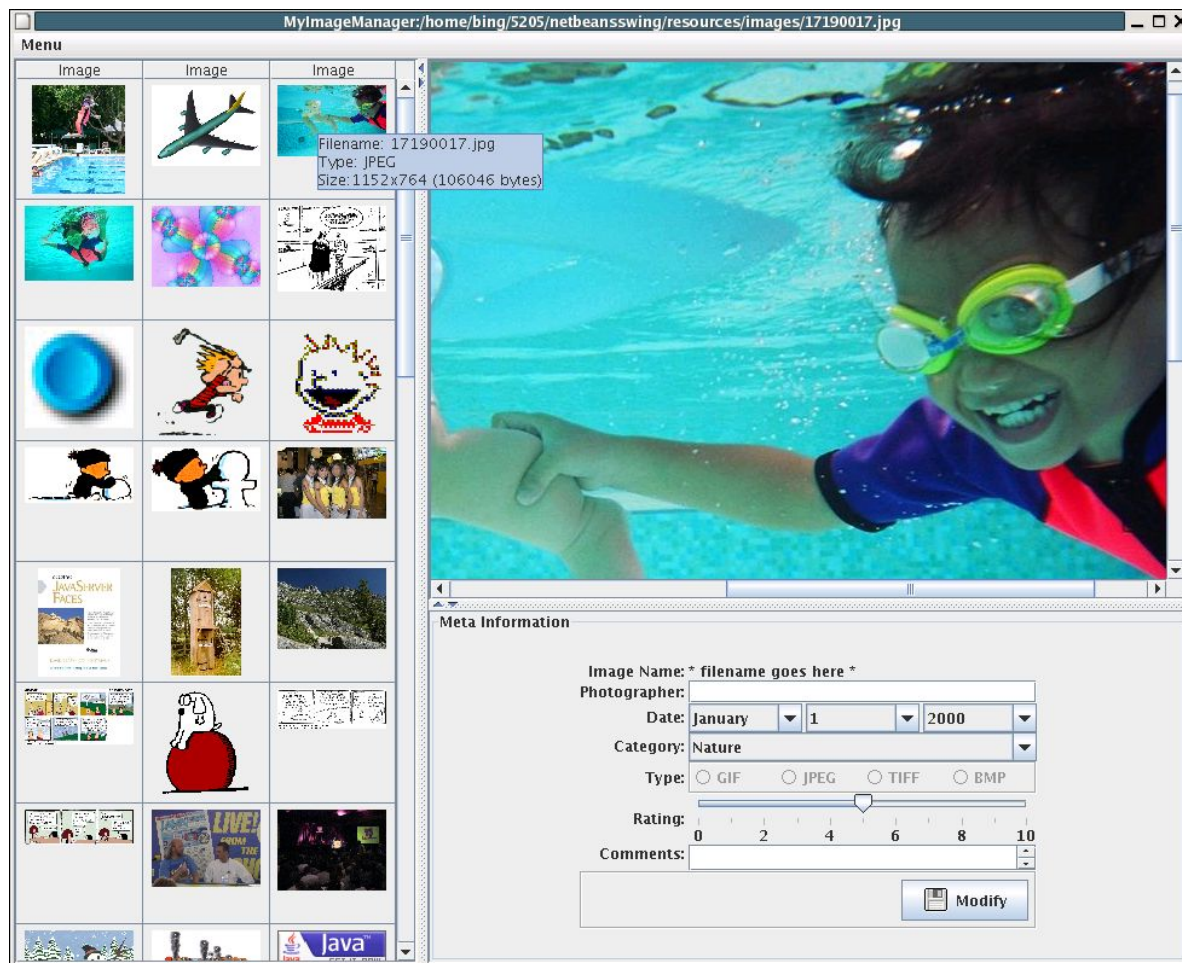 MyImageManager:/home/bing/5205/netbeansswing/resources/images/17190017.jpg
Menu
Image Image Image
Filename: 17190017.jpg
Type: JPEG
Size:1152x764 (106046 bytes)
JAVASERVER
FACES
LIVE!
FROM
THE
Java
Meta Information
Image Name: * filename goes here *
Photographer:
Date: January 1 2000
Category: Nature
Type: GIF JPEG TIFF BMP
Rating:
0 2 4 6 8 10
Comments:
Modify